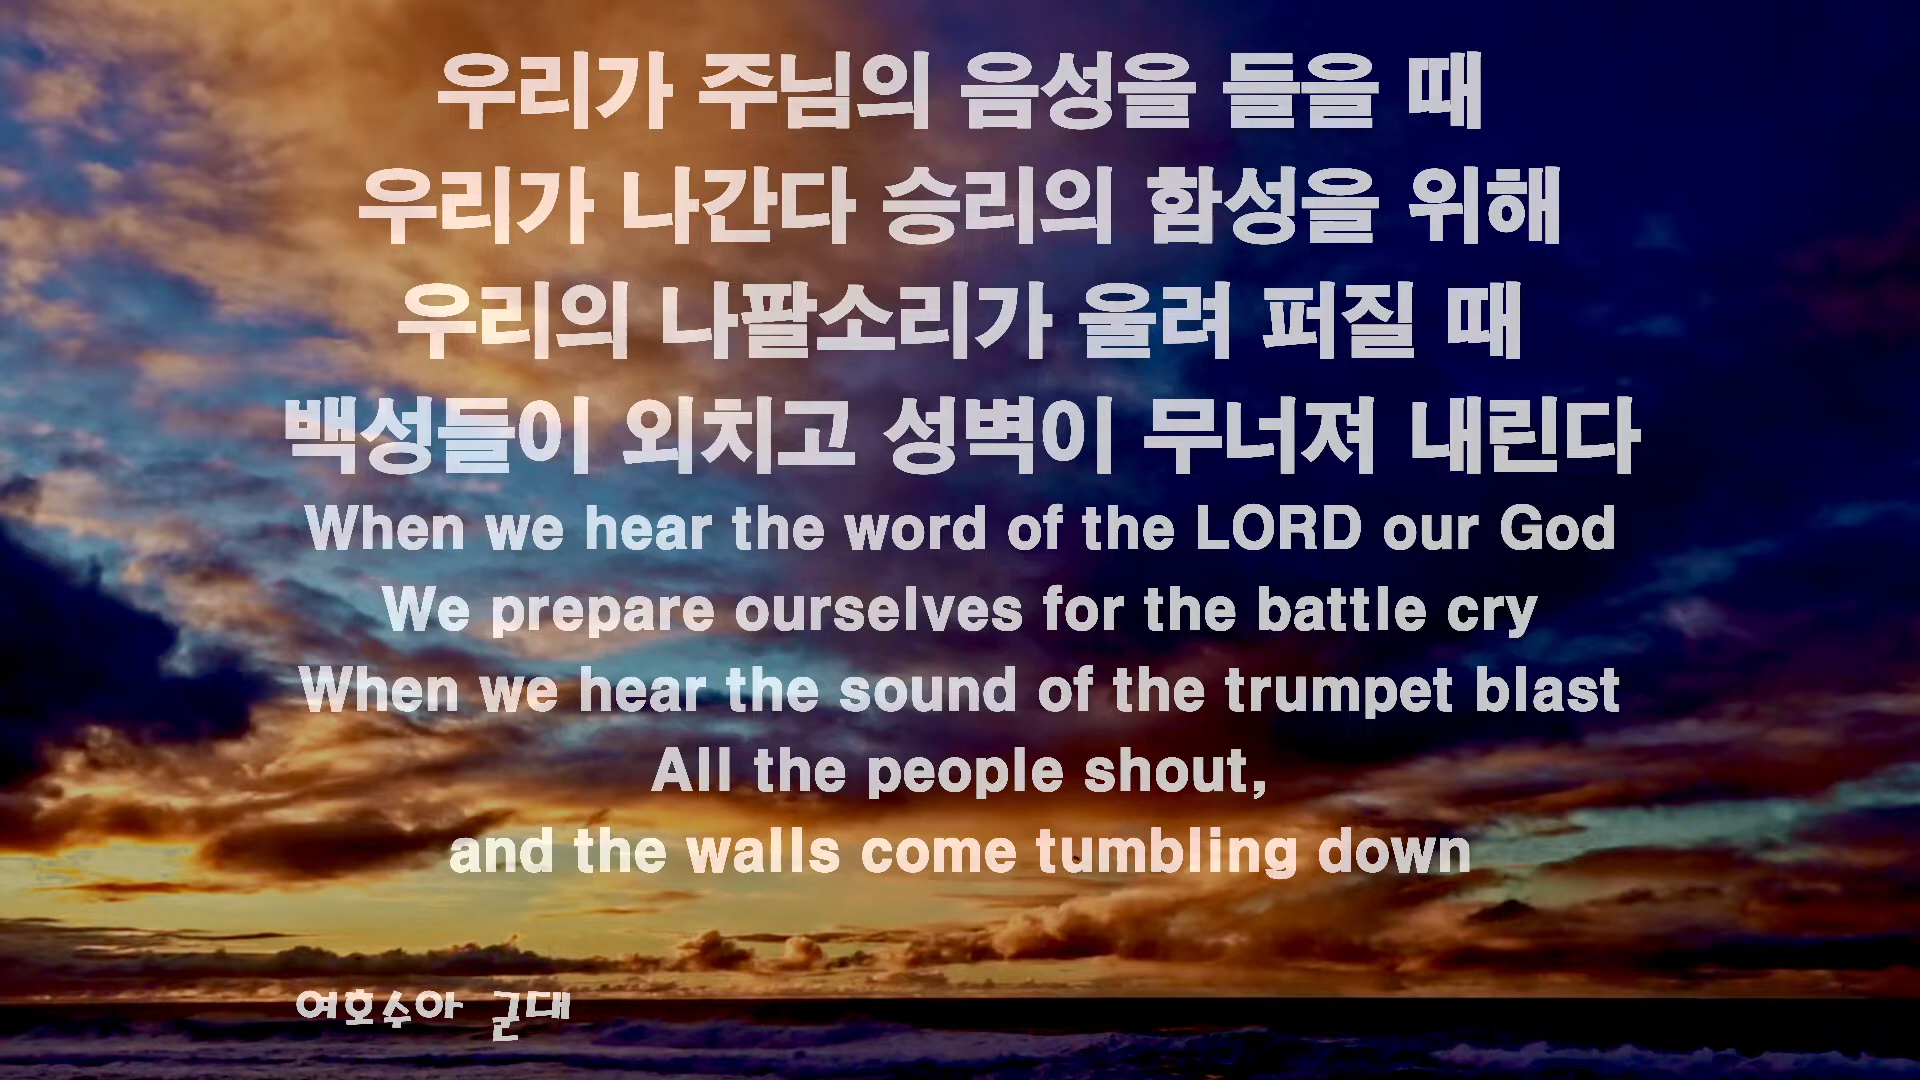 우리가 주님의 음성을 들을 때
우리가 나간다 승리의 함성을 위해
우리의 나팔소리가 울려 퍼질 때
백성들이 외치고 성벽이 무너져 내린다
When we hear the word of the LORD our God
We prepare ourselves for the battle cry
When we hear the sound of the trumpet blast
All the people shout,
and the walls come tumbling down
여호수아 군대